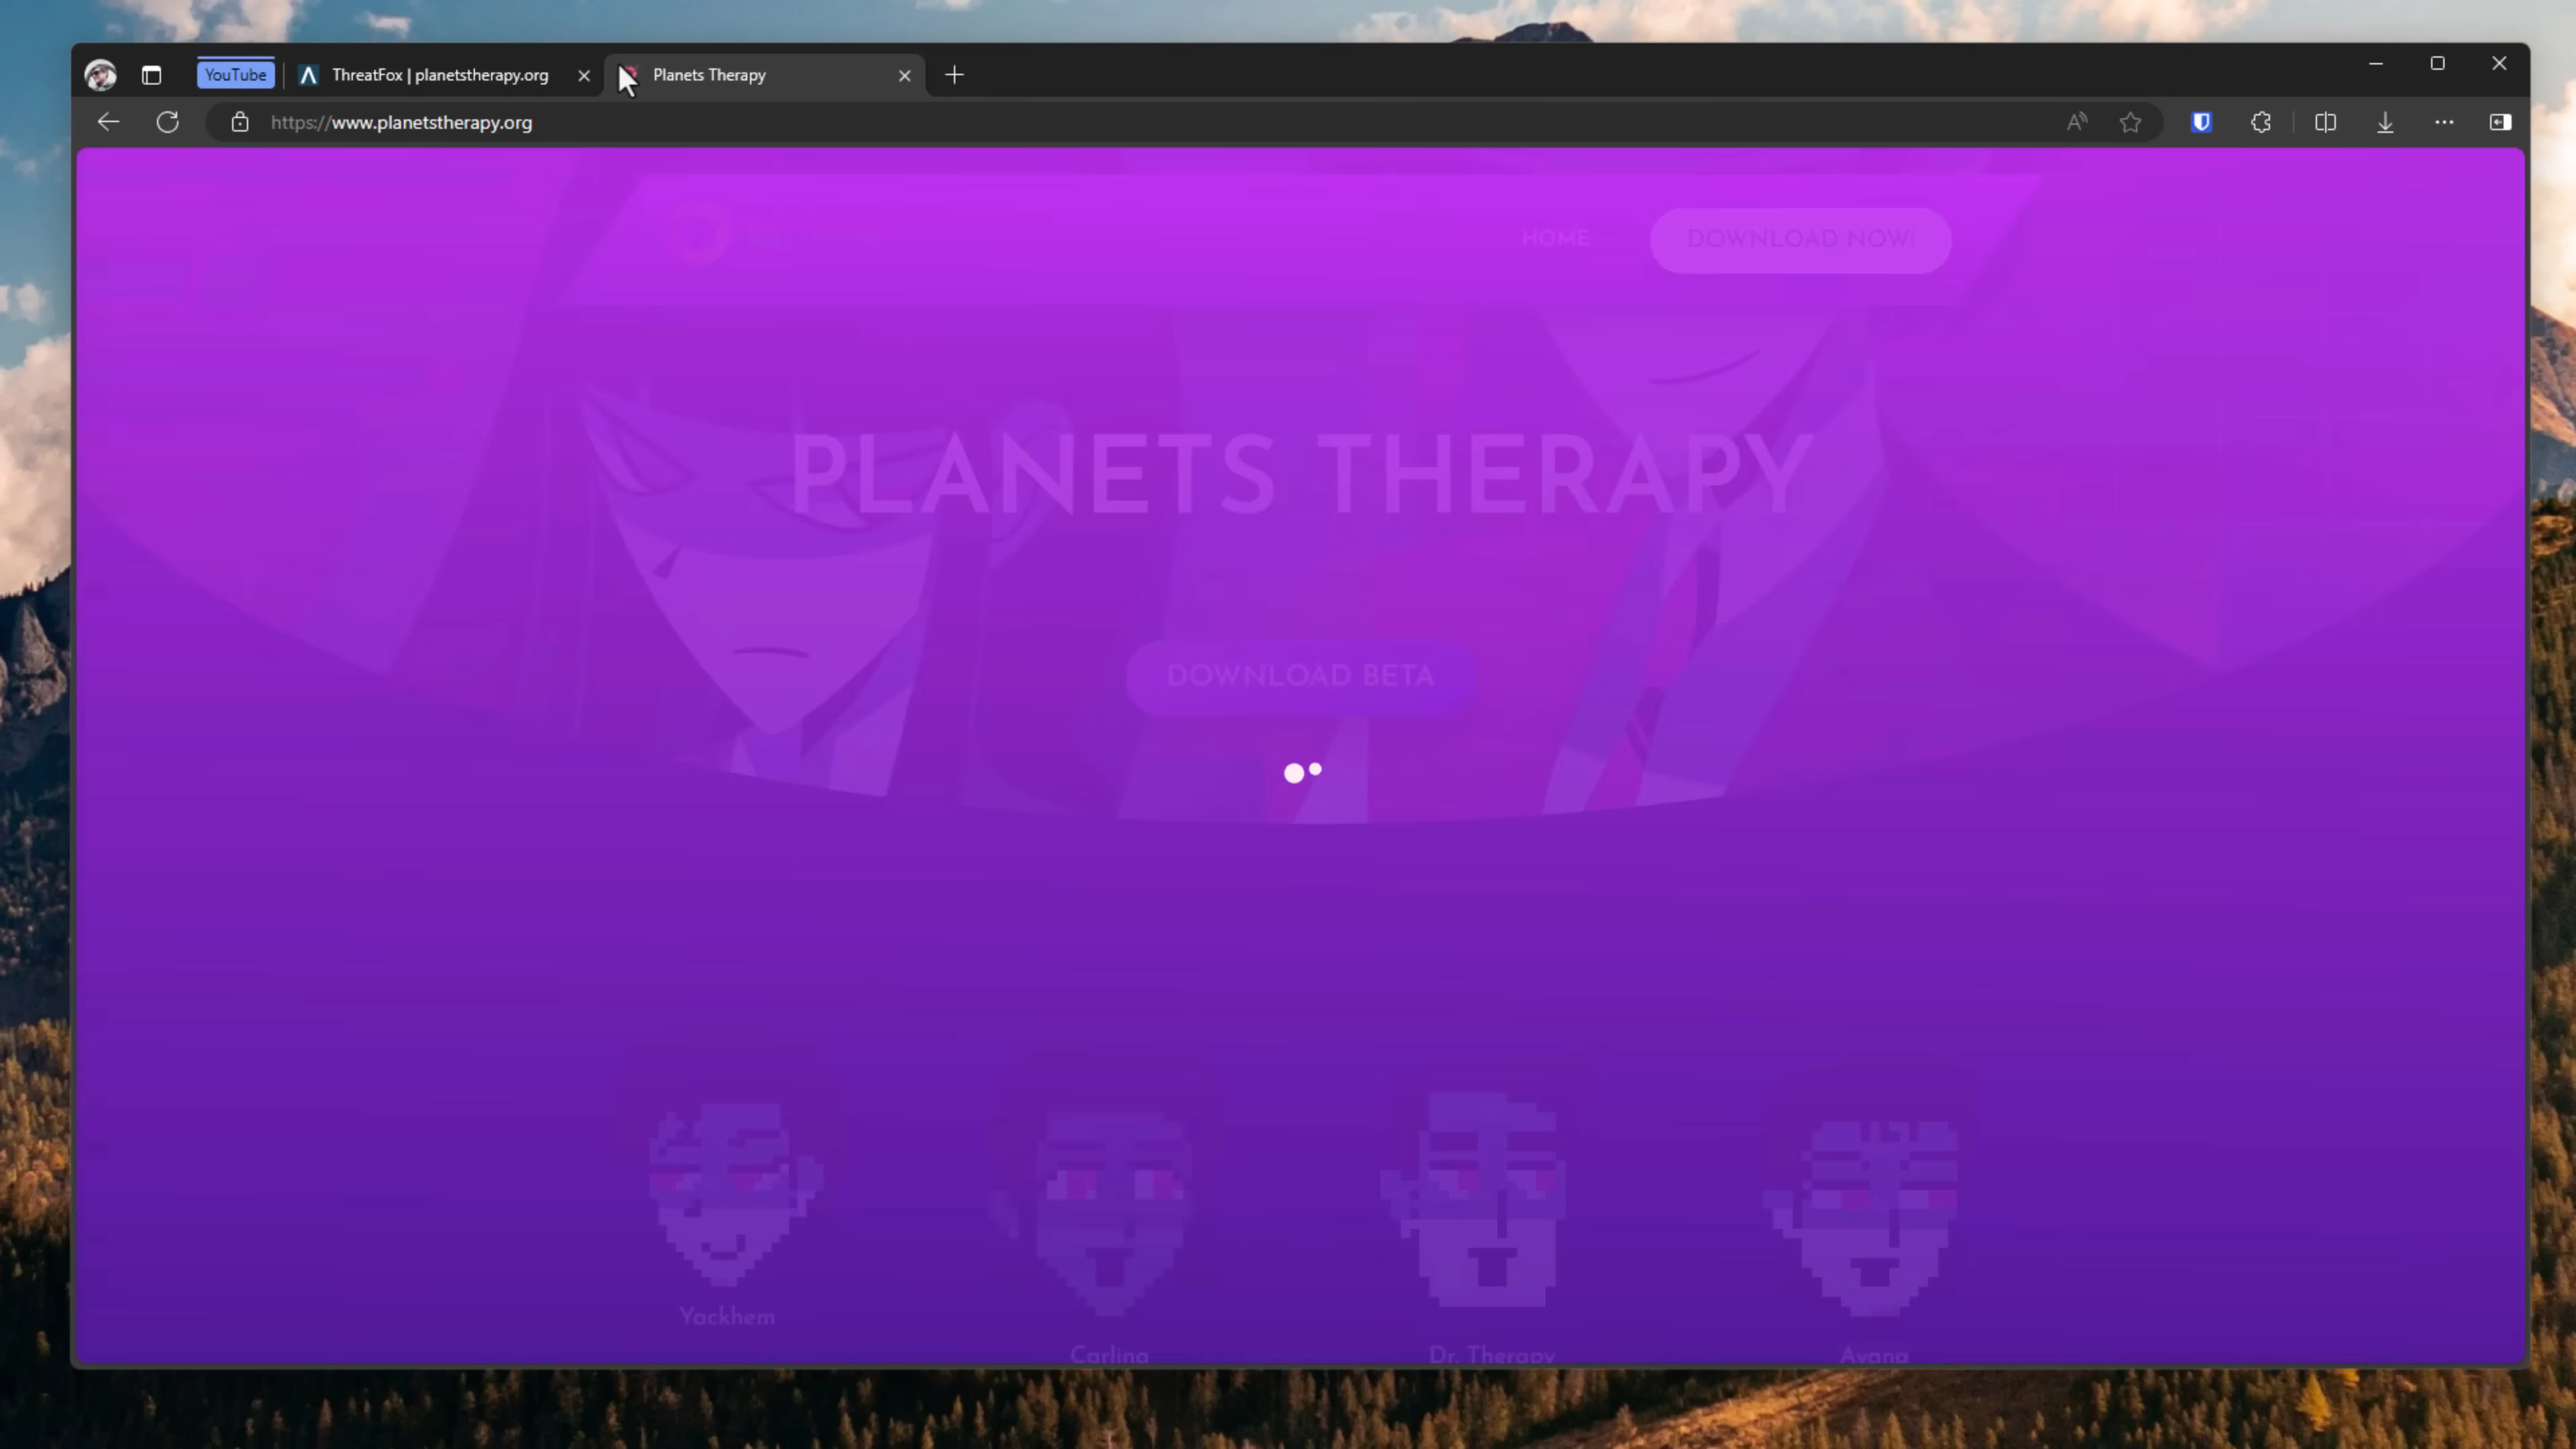 YouTube
ThreatFox | planetstherapy.org
Planets Therapy
https://www.planetstherapy.org
HOME
DOWNLOAD NOW!
PLANETS THERAPY
DOWNLOAD BETA
Yackhem
Carlina
Dr. Therapy
Ayana